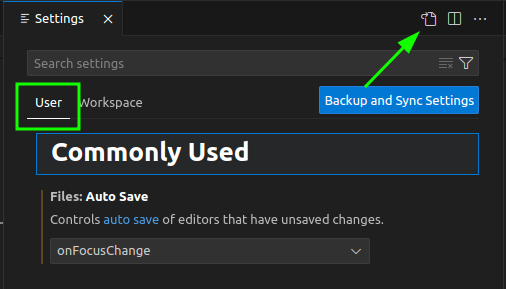 Settings
Search settings
User Workspace Backup and Sync Settings
Commonly Used
Files: Auto Save
Controls auto save of editors that have unsaved changes.
onFocusChange